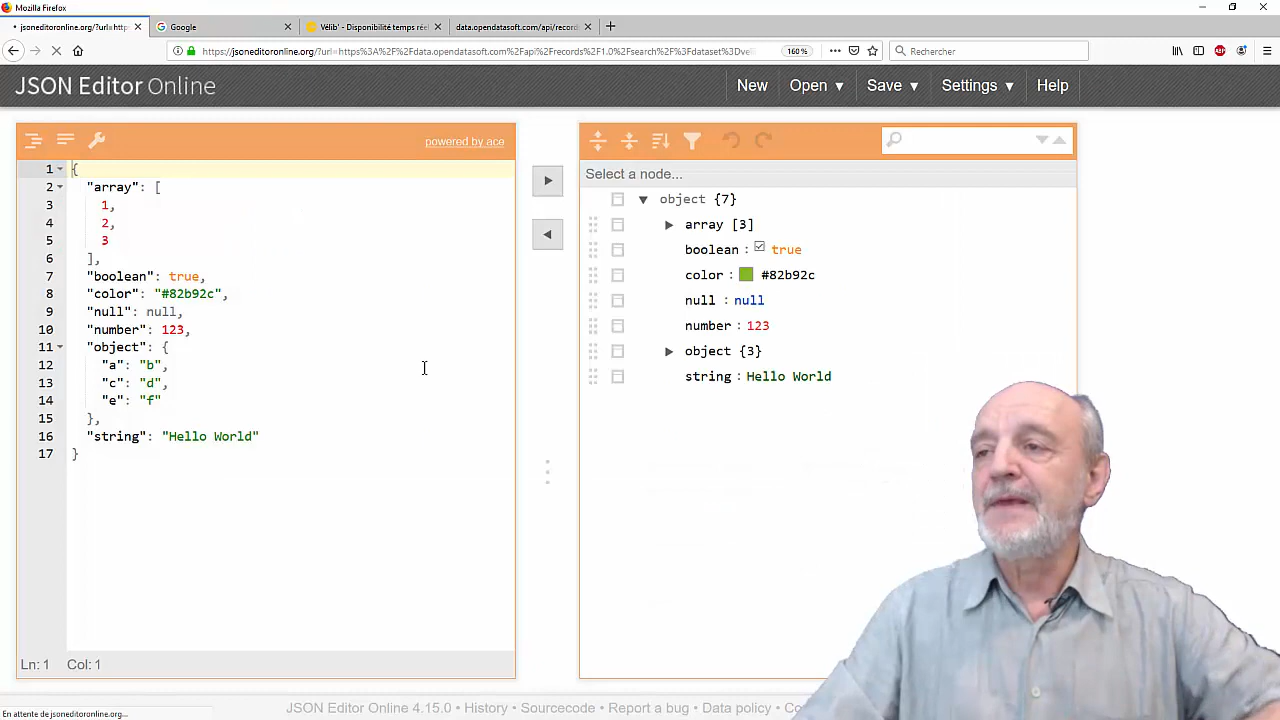 Mozilla Firefox
jsoneditoronline.org/?url=http
Google
Vélib' - Disponibilité temps rée
data.opendatasoft.com/api/record
https://jsoneditoronline.org/?url=https%3A%2F%2Fdata.opendatasoft.com%2Fapi%2Frecords%2F1.0%2Fsearch%2F%3Fdataset%3Dve
160 %
Rechercher
JSON Editor Online
New
Open ▼
Save ▼
Settings ▼
Help
powered by ace
1 {
2 "array": [
3 1,
4 2,
5 3
6 ],
7 "boolean": true,
8 "color": "#82b92c",
9 "null": null,
10 "number": 123,
11 "object": {
12 "a": "b",
13 "c": "d",
14 "e": "f"
15 },
16 "string": "Hello World"
17 }
Ln: 1 Col: 1
Select a node...
object {7}
array [3]
boolean : true
color : #82b92c
null : null
number : 123
object {3}
string : Hello World
JSON Editor Online 4.15.0 • History • Sourcecode • Report a bug • Data policy • Co
En attente de jsoneditoronline.org...